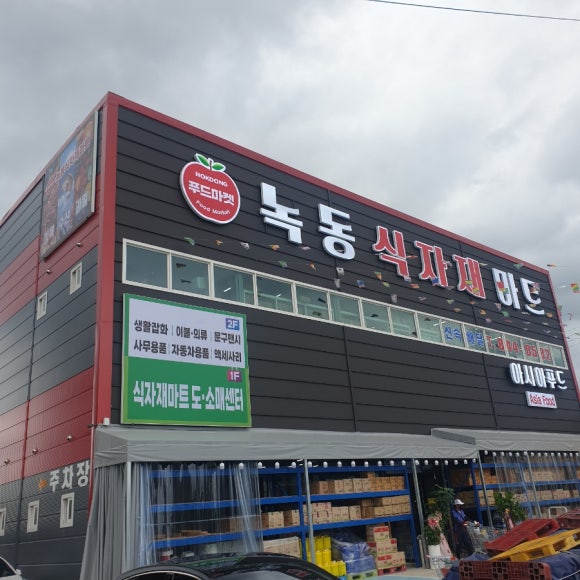 NOKDONG
푸드마켓
Food Market
녹동 식자재 마트
생활잡화 | 이불·의류 | 문구팬시 2F
사무용품 | 자동차용품 | 액세사리
1F
식자재마트 도·소매센터
아시아푸드
Asia Food
주차장